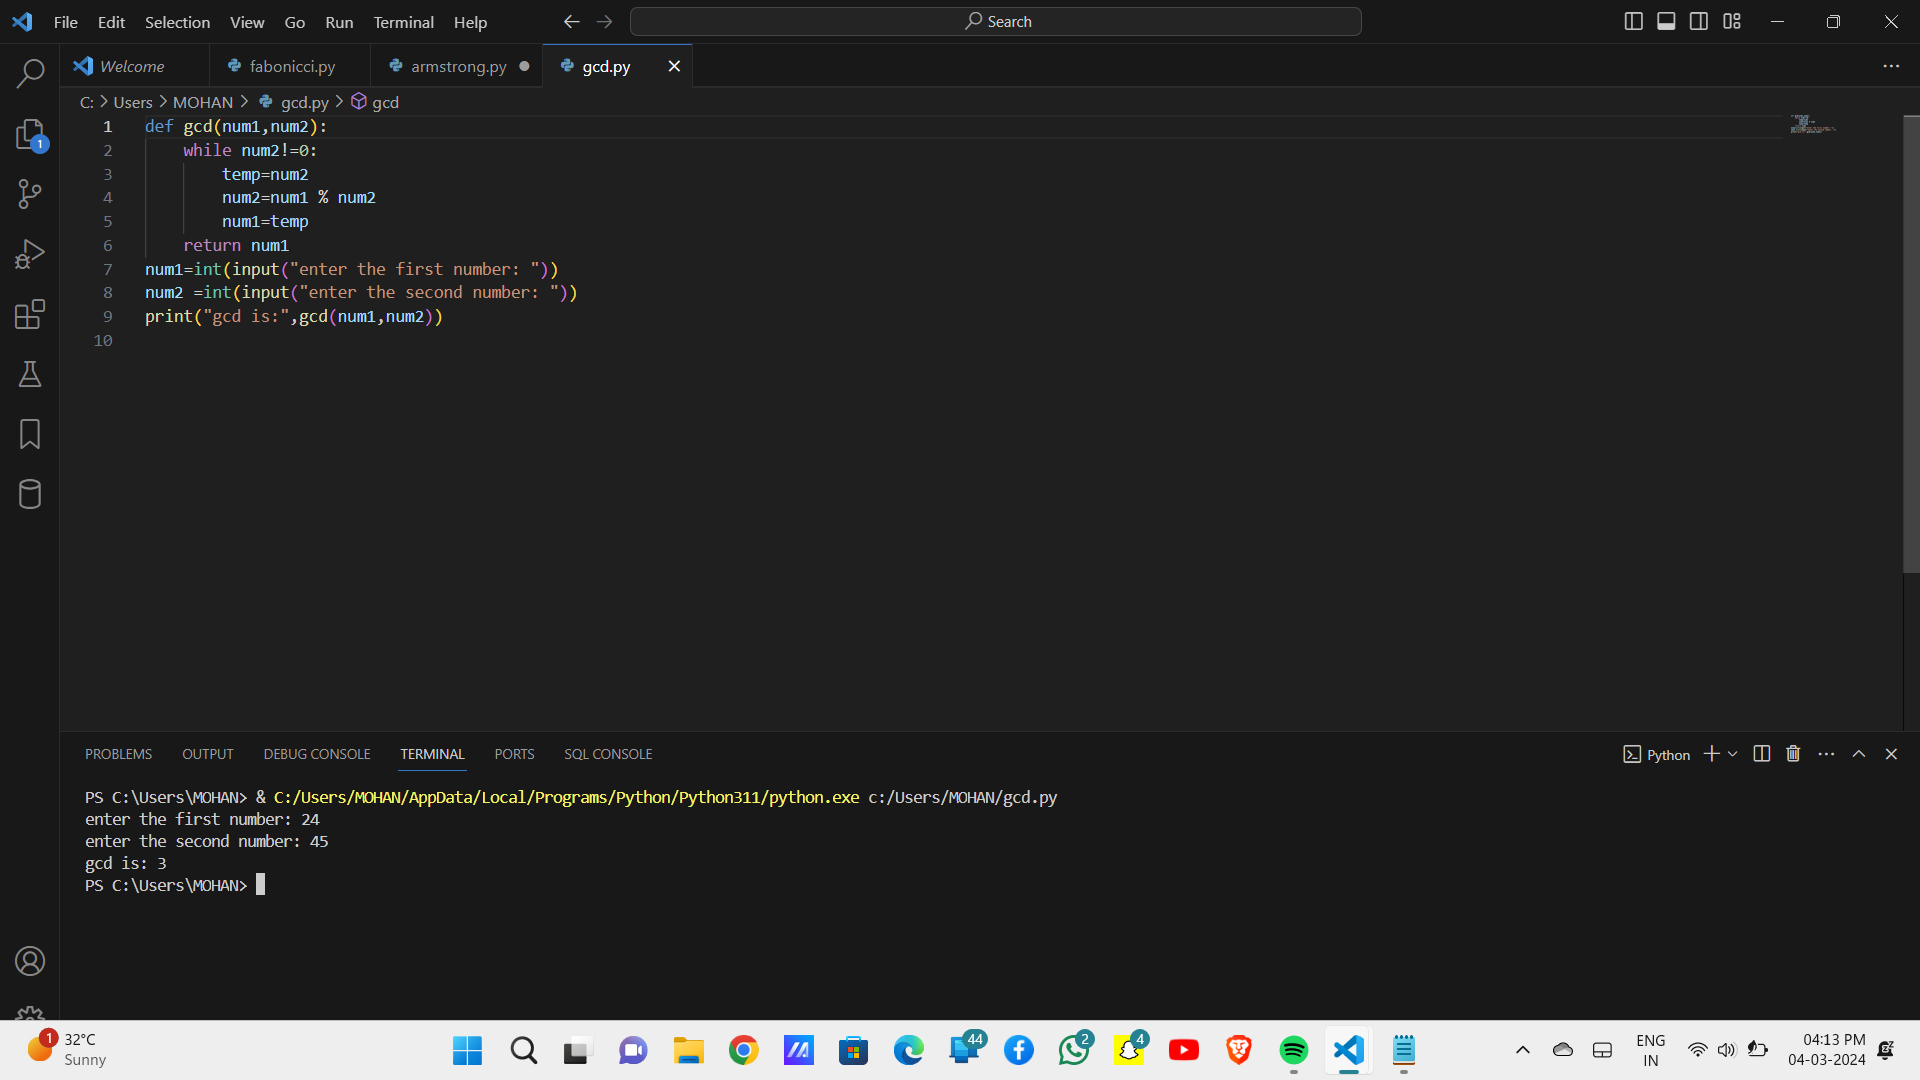 File Edit Selection View Go Run Terminal Help
Search
Welcome fabonicci.py armstrong.py gcd.py
C: > Users > MOHAN > gcd.py > gcd
1 def gcd(num1,num2):
2 while num2!=0:
3 temp=num2
4 num2=num1 % num2
5 num1=temp
6 return num1
7 num1=int(input("enter the first number: "))
8 num2 =int(input("enter the second number: "))
9 print("gcd is:",gcd(num1,num2))
10
1
PROBLEMS OUTPUT DEBUG CONSOLE TERMINAL PORTS SQL CONSOLE
Python
PS C:\Users\MOHAN> & C:/Users/MOHAN/AppData/Local/Programs/Python/Python311/python.exe c:/Users/MOHAN/gcd.py
enter the first number: 24
enter the second number: 45
gcd is: 3
PS C:\Users\MOHAN>
1
32°C
Sunny
44
2
4
ENG
IN
04:13 PM
04-03-2024